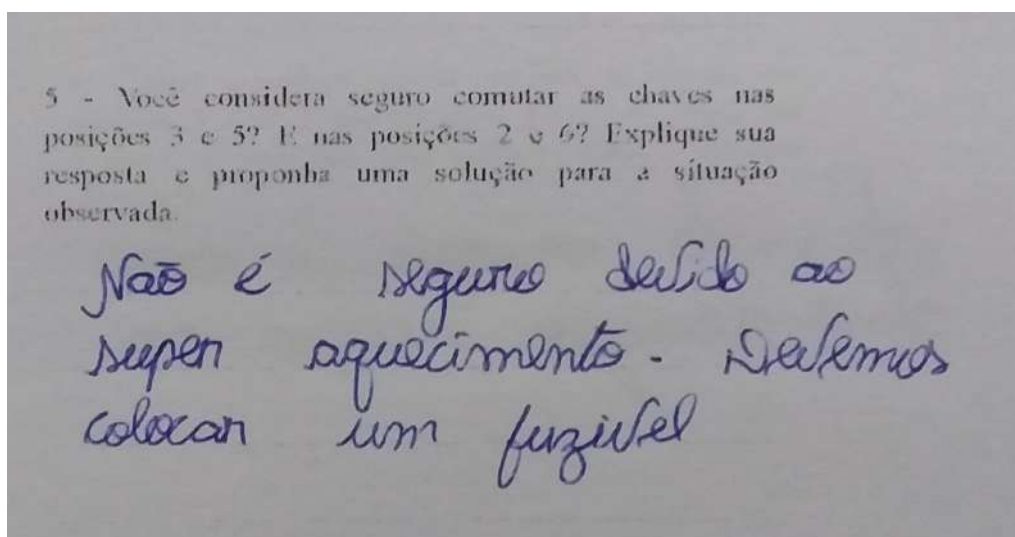 5 - Você considera seguro comutar as chaves nas
posições 3 e 5? E nas posições 2 e 6? Explique sua
resposta e proponha uma solução para a situação
observada.
Não é seguro devido ao
super aquecimento. Devemos
colocar um fuzivel